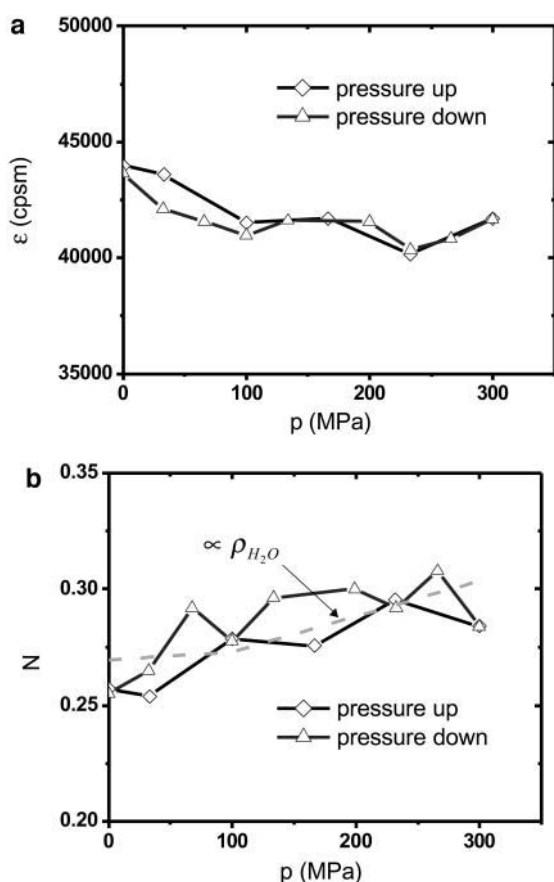 a
50000
45000
40000
35000
ε (cpsm)
pressure up
pressure down
0 100 200 300
p (MPa)
b
0.35
0.30
0.25
0.20
N
∝ ρH₂O
pressure up
pressure down
0 100 200 300
p (MPa)